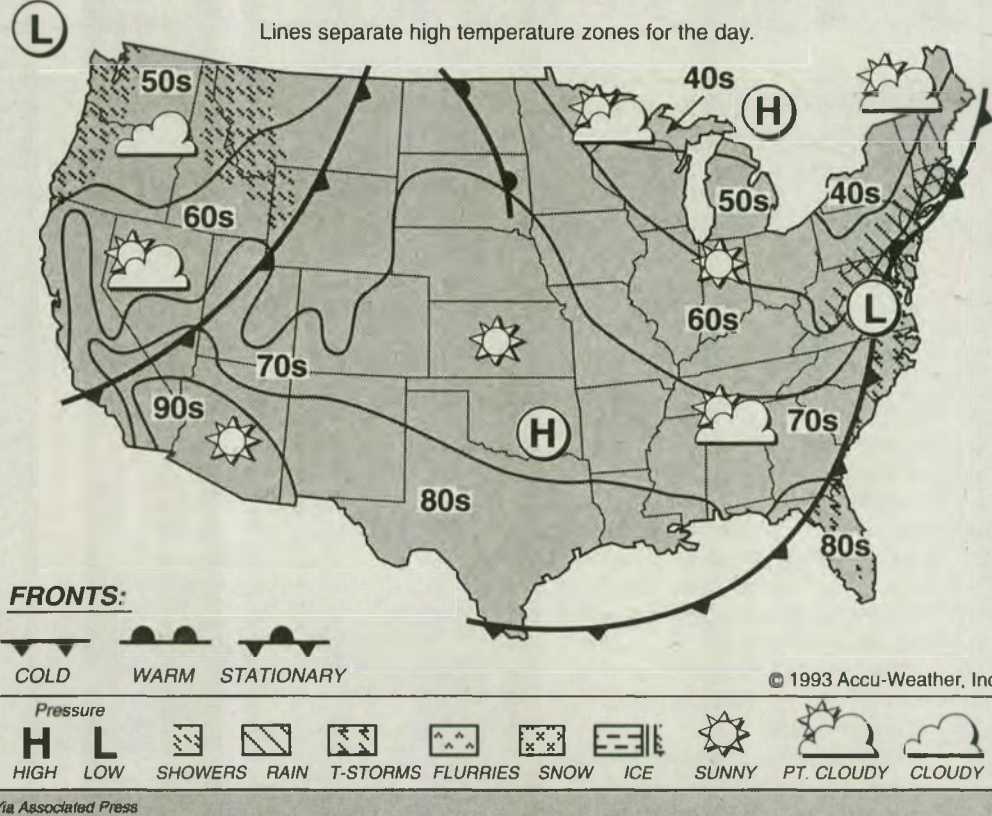 L
Lines separate high temperature zones for the day.
50s
40s
H
60s
50s
40s
60s
L
70s
90s
H
70s
80s
80s
FRONTS:
COLD WARM STATIONARY
© 1993 Accu-Weather, Inc
Pressure
H L
HIGH LOW SHOWERS RAIN T-STORMS FLURRIES SNOW ICE SUNNY PT. CLOUDY CLOUDY
Via Associated Press